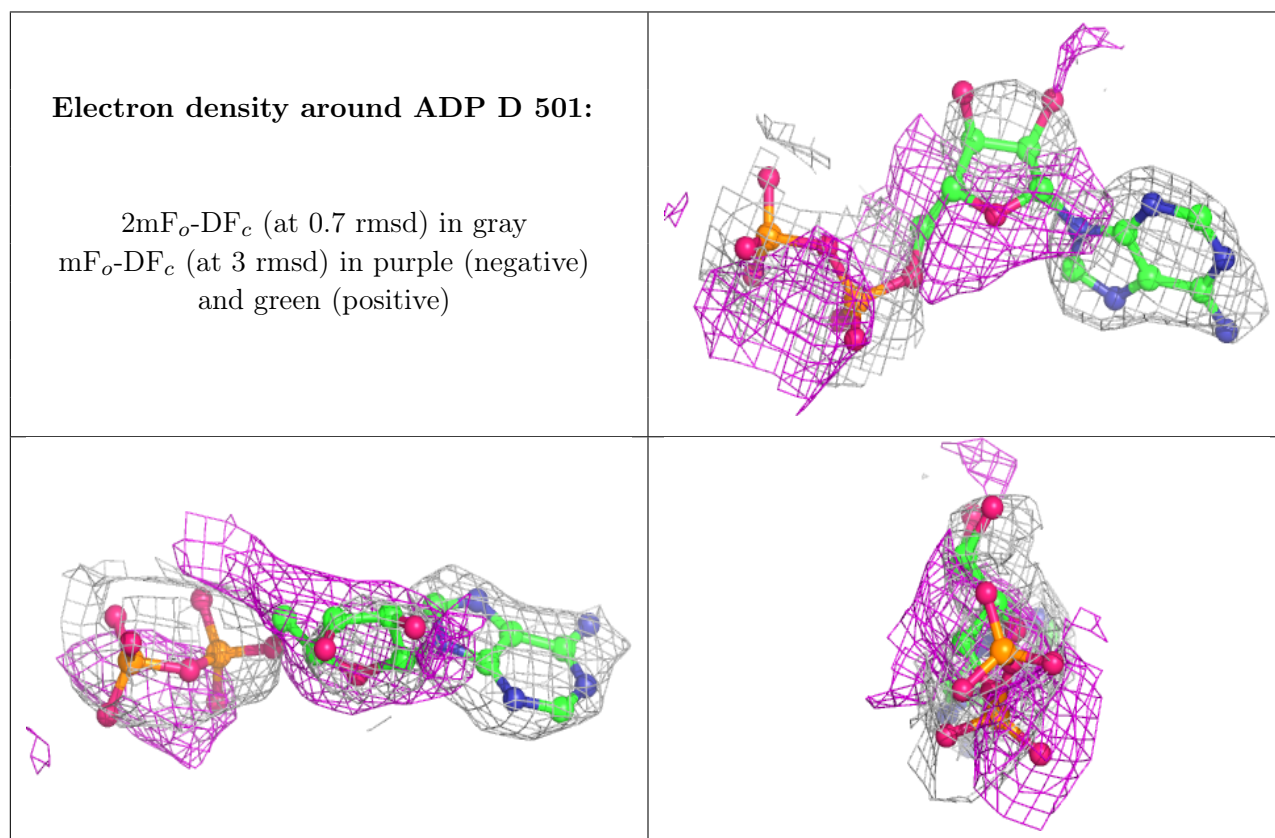 Electron density around ADP D 501:
2mFo-DFc (at 0.7 rmsd) in gray
mFo-DFc (at 3 rmsd) in purple (negative)
and green (positive)